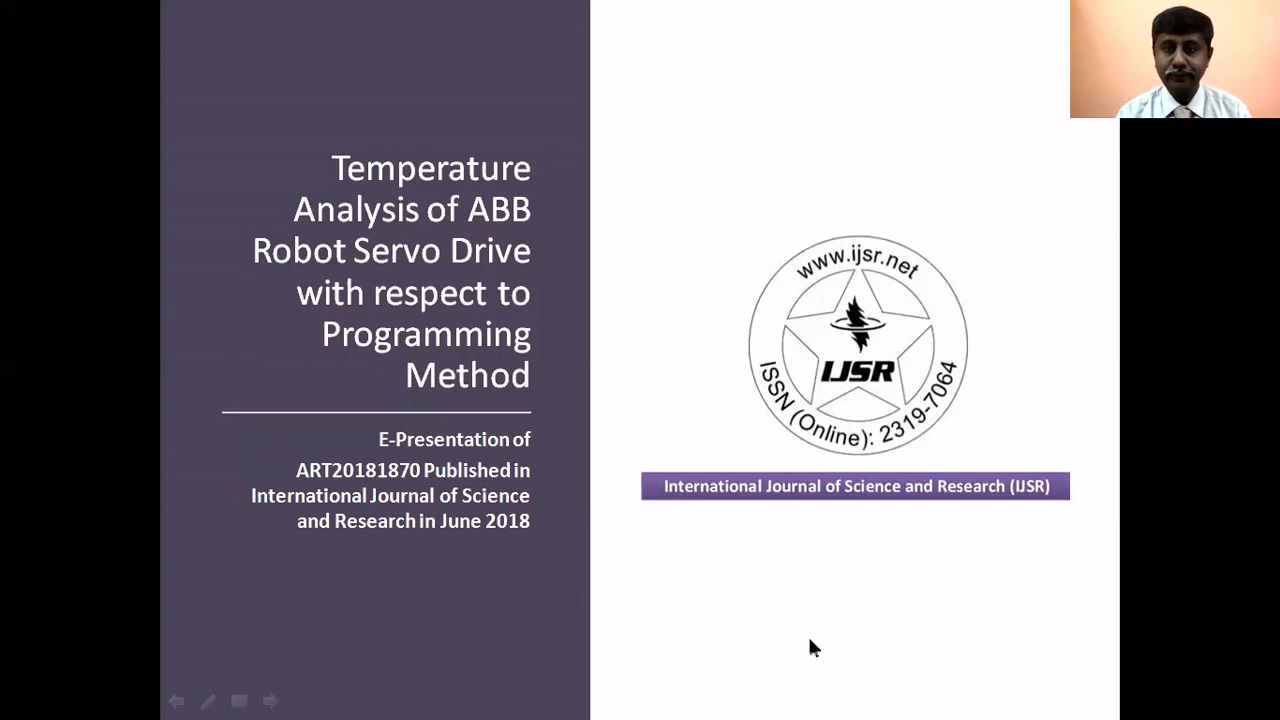 Temperature
Analysis of ABB
Robot Servo Drive
with respect to
Programming
Method
E-Presentation of
ART20181870 Published in
International Journal of Science
and Research in June 2018
www.ijsr.net
IJSR
ISSN (Online): 2319-7064
International Journal of Science and Research (IJSR)